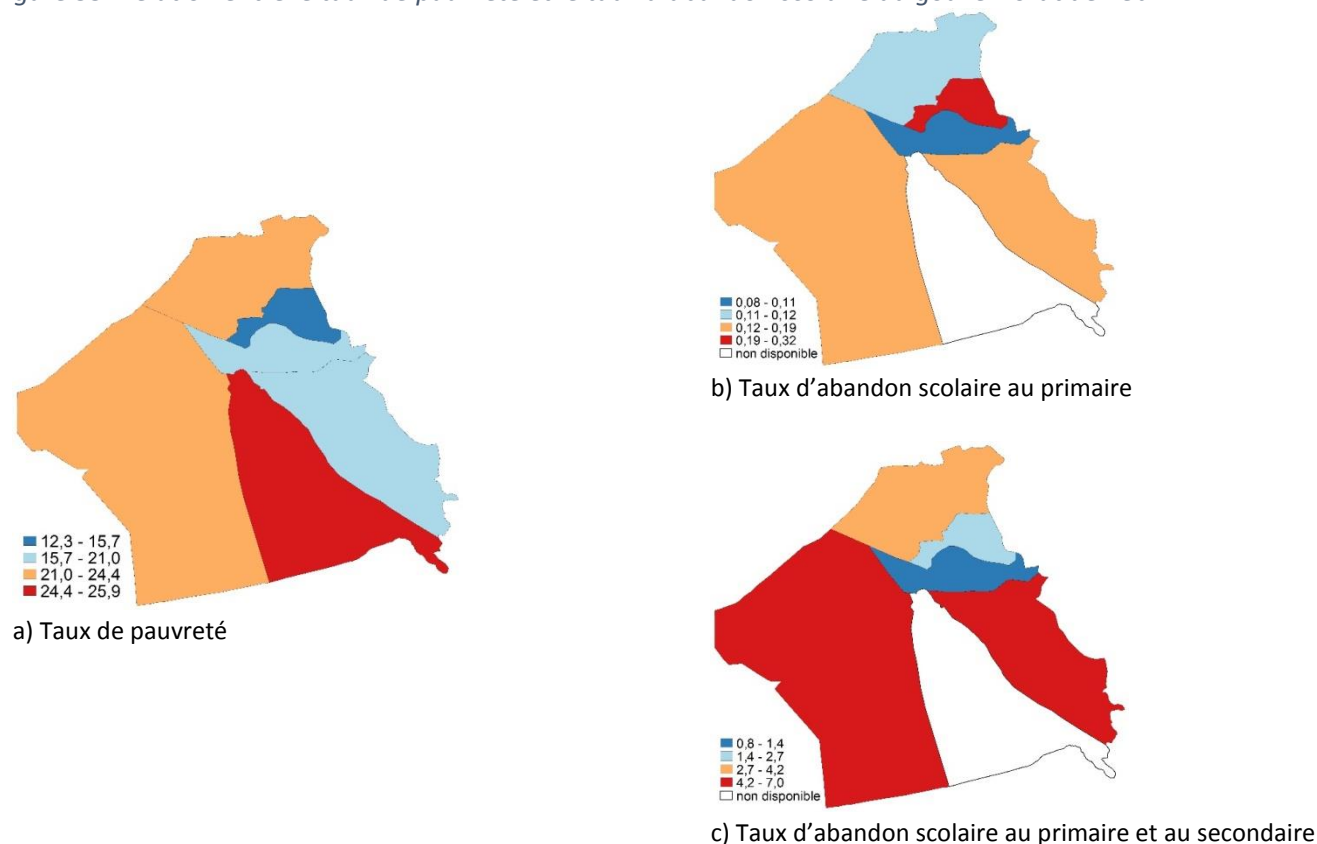 12,3 - 15,7
15,7 - 21,0
21,0 - 24,4
24,4 - 25,9
a) Taux de pauvreté
0,08 - 0,11
0,11 - 0,12
0,12 - 0,19
0,19 - 0,32
non disponible
b) Taux d'abandon scolaire au primaire
0,8 - 1,4
1,4 - 2,7
2,7 - 4,2
4,2 - 7,0
non disponible
c) Taux d'abandon scolaire au primaire et au secondaire